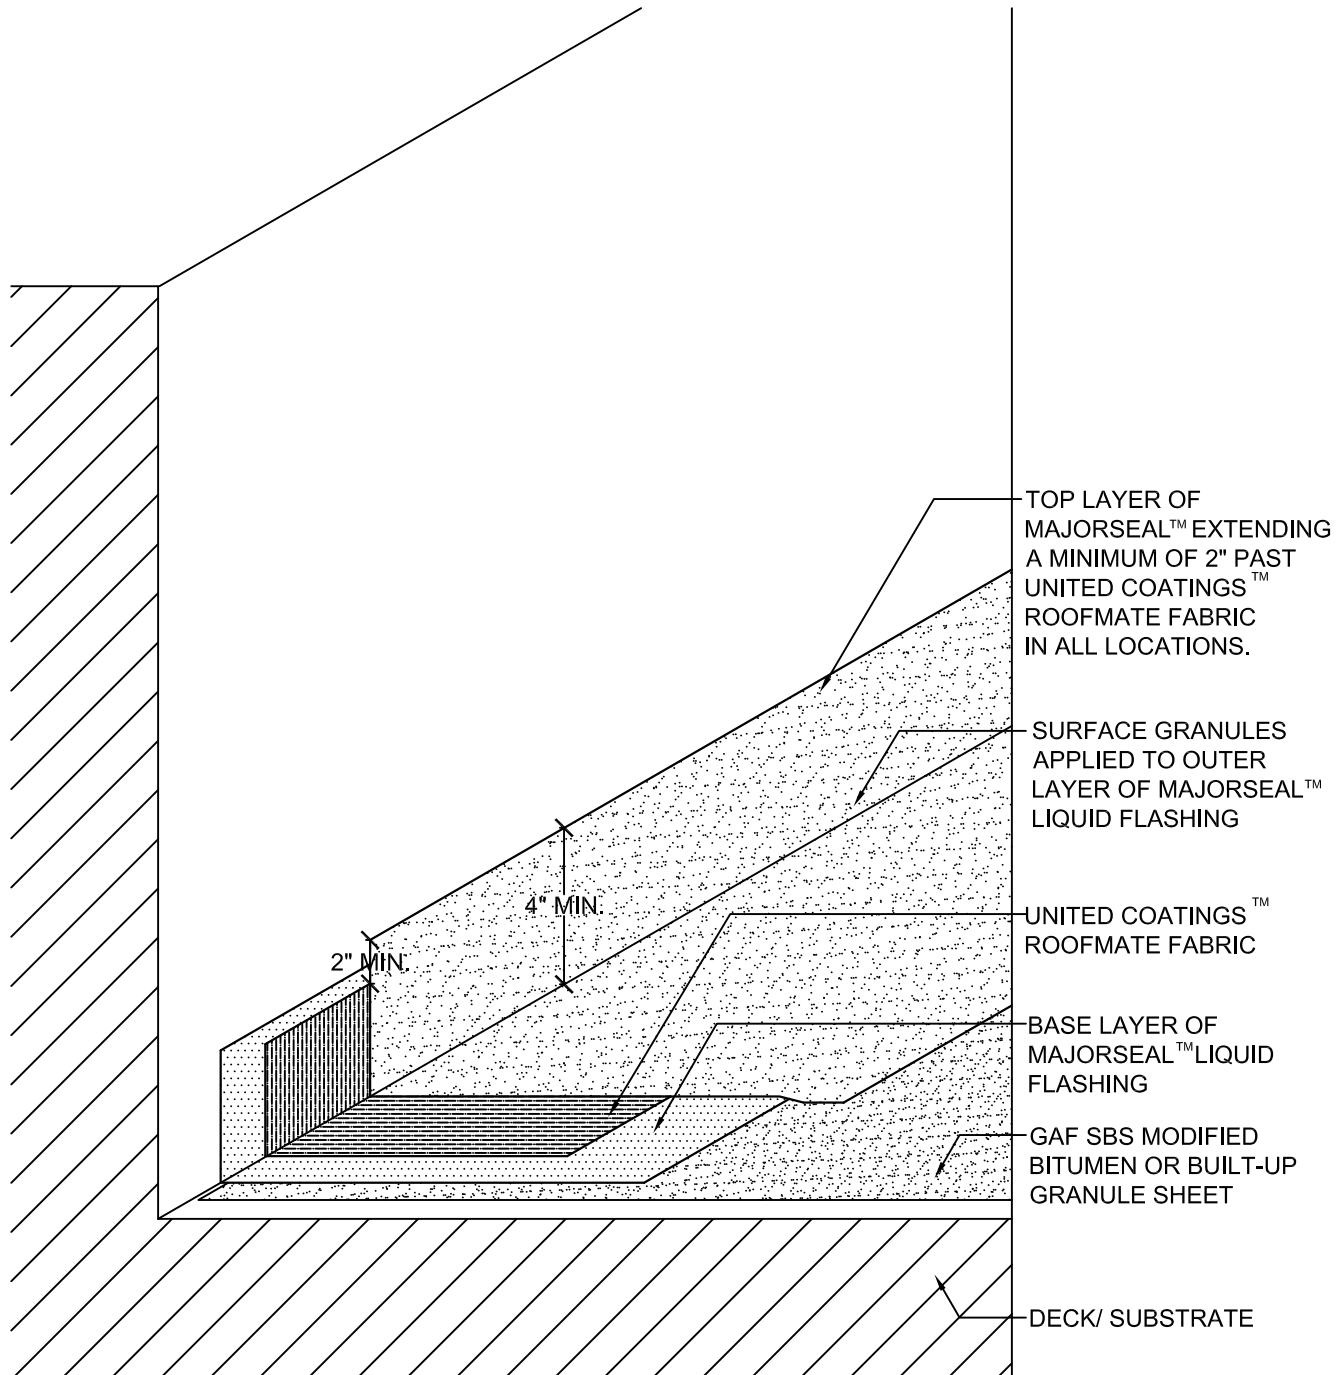 TOP LAYER OF
MAJORSEAL™ EXTENDING
A MINIMUM OF 2" PAST
UNITED COATINGS™
ROOFMATE FABRIC
IN ALL LOCATIONS.
SURFACE GRANULES
APPLIED TO OUTER
LAYER OF MAJORSEAL™
LIQUID FLASHING
4" MIN.
2" MIN.
UNITED COATINGS™
ROOFMATE FABRIC
BASE LAYER OF
MAJORSEAL™ LIQUID
FLASHING
GAF SBS MODIFIED
BITUMEN OR BUILT-UP
GRANULE SHEET
DECK/ SUBSTRATE